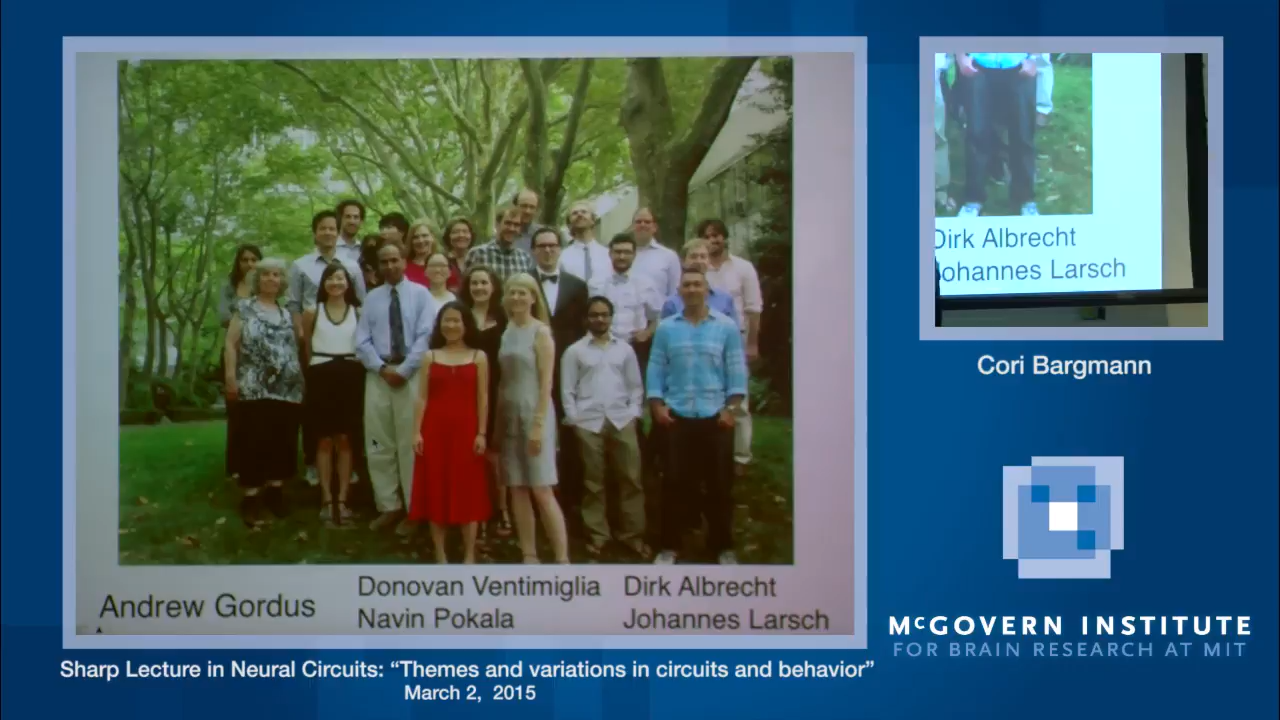 Andrew Gordus
Donovan Ventimiglia
Navin Pokala
Dirk Albrecht
Johannes Larsch
Dirk Albrecht
Johannes Larsch
Cori Bargmann
McGOVERN INSTITUTE
FOR BRAIN RESEARCH AT MIT
Sharp Lecture in Neural Circuits: “Themes and variations in circuits and behavior”
March 2, 2015